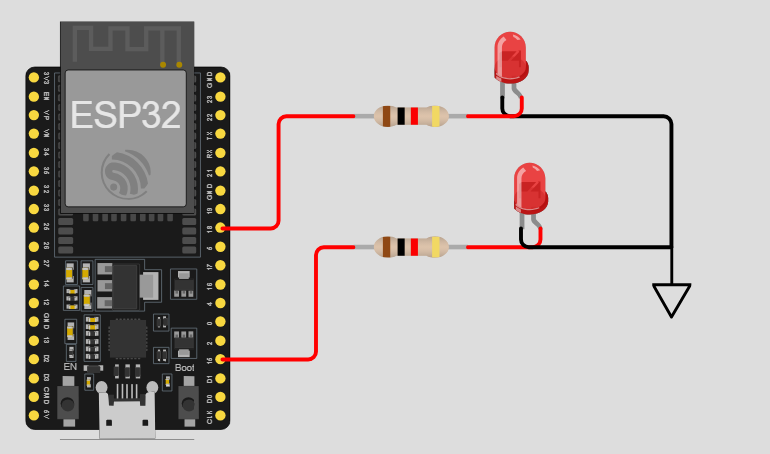 ESP32
3V3
EN
VP
VN
34
35
32
33
25
26
27
14
12
GND
13
D2
D3
CMD
5V
GND
23
22
TX
RX
21
GND
19
18
5
17
16
4
0
2
15
D1
D0
CLK
EN
Boot